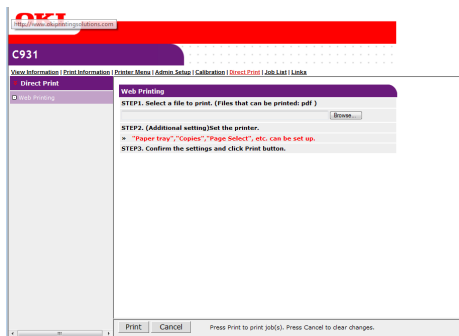 OKI
http://www.okiprintingsolutions.com
C931
View Information | Print Information | Printer Menu | Admin Setup | Calibration | Direct Print | Job List | Links
Direct Print
Web Printing
Web Printing
STEP1. Select a file to print. (Files that can be printed: pdf )
Browse...
STEP2. (Additional setting)Set the printer.
» "Paper tray","Copies","Page Select", etc. can be set up.
STEP3. Confirm the settings and click Print button.
Print Cancel Press Print to print job(s). Press Cancel to clear changes.